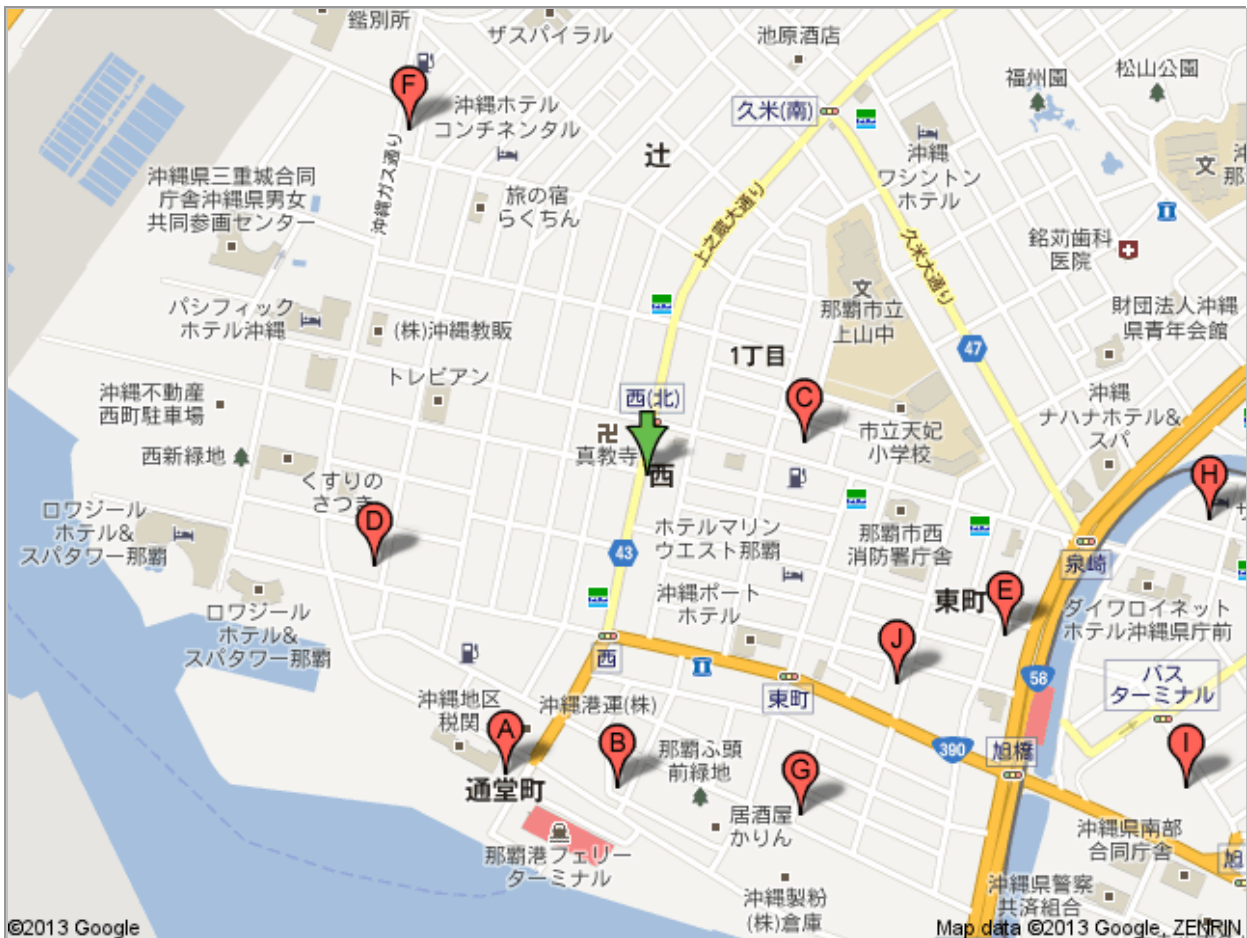 鑑別所
ザスパイラル
池原酒店
福州園
松山公園
F
沖縄ホテル
コンチネンタル
久米(南)
辻
沖縄
ワシントン
ホテル
文
文
沖
那
沖縄県三重城合同
庁舎沖縄県男女
共同参画センター
沖縄ガス通り
旅の宿
らくちん
上之蔵大通り
久米大通り
銘苅歯科
医院
パシフィック
ホテル沖縄
(株)沖縄教販
那覇市立
上山中
財団法人沖縄
県青年会館
47
1丁目
トレビアン
沖縄不動産
西町駐車場
西(北)
C
沖縄
ナハナホテル&
スパ
市立天妃
小学校
卍
真教寺
西
西新緑地
くすりの
さつき
H
ロワジール
ホテル&
スパタワー那覇
D
ホテルマリン
ウエスト那覇
那覇市西
消防署庁舎
43
泉崎
沖縄ポート
ホテル
東町
E
ダイワロイネット
ホテル沖縄県庁前
ロワジール
ホテル&
スパタワー那覇
西
J
58
バス
ターミナル
東町
沖縄地区
税関
沖縄港運(株)
A
B
那覇ふ頭
前緑地
G
390
旭橋
I
通堂町
居酒屋
かりん
沖縄県南部
合同庁舎
旭
那覇港フェリー
ターミナル
沖縄製粉
(株)倉庫
沖縄県警察
共済組合
©2013 Google
Map data ©2013 Google, ZENRIN